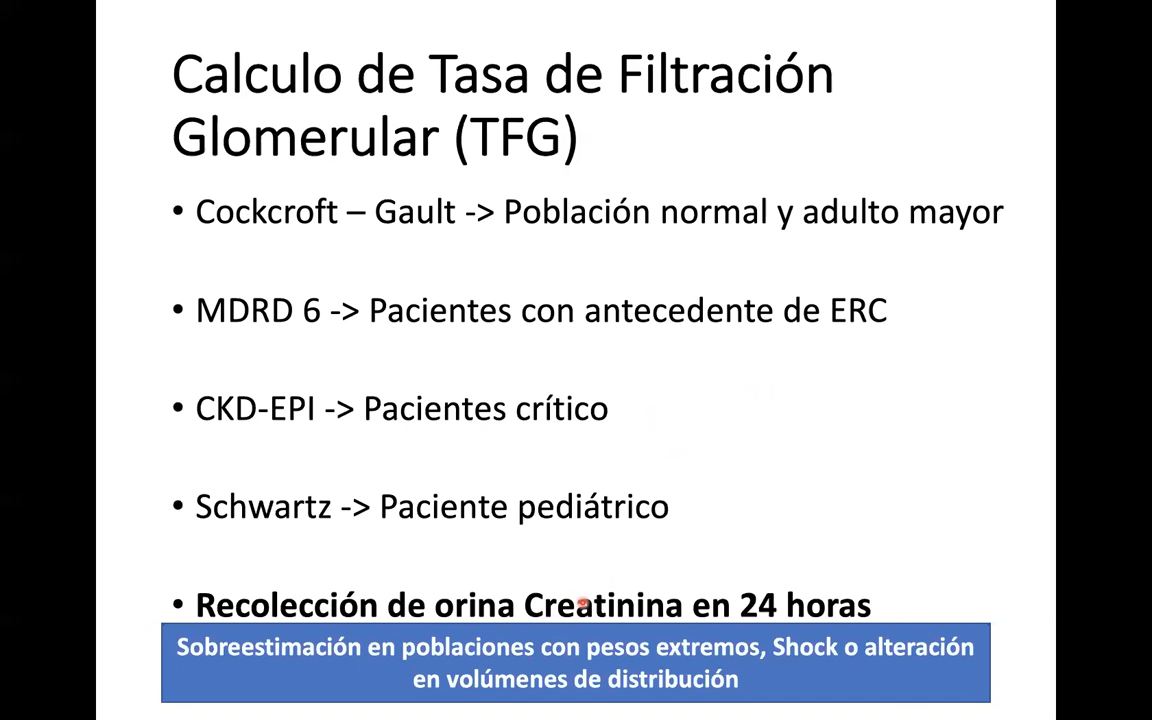 Calculo de Tasa de Filtración
Glomerular (TFG)
• Cockcroft – Gault -> Población normal y adulto mayor
• MDRD 6 -> Pacientes con antecedente de ERC
• CKD-EPI -> Pacientes crítico
• Schwartz -> Paciente pediátrico
• Recolección de orina Creatinina en 24 horas
Sobreestimación en poblaciones con pesos extremos, Shock o alteración
en volúmenes de distribución